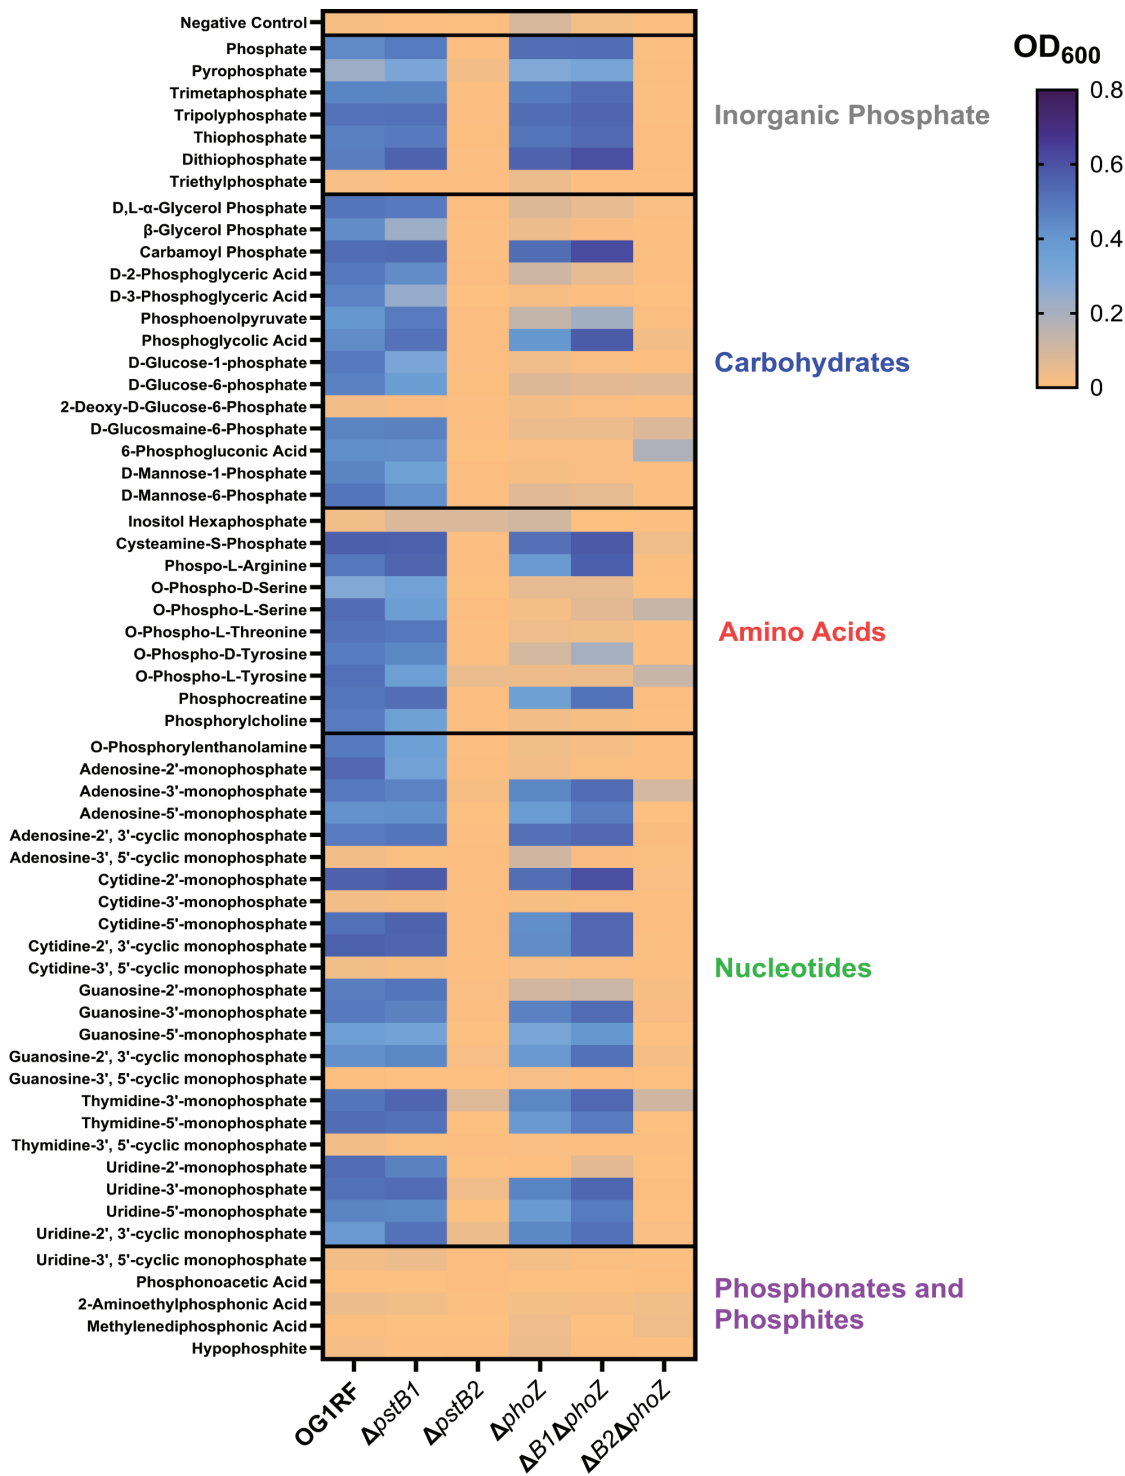 Negative Control
Phosphate
Pyrophosphate
Trimetaphosphate
Tripolyphosphate
Thiophosphate
Dithiophosphate
Triethylphosphate
D,L-α-Glycerol Phosphate
β-Glycerol Phosphate
Carbamoyl Phosphate
D-2-Phosphoglyceric Acid
D-3-Phosphoglyceric Acid
Phosphoenolpyruvate
Phosphoglycolic Acid
D-Glucose-1-phosphate
D-Glucose-6-phosphate
2-Deoxy-D-Glucose-6-Phosphate
D-Glucosmaine-6-Phosphate
6-Phosphogluconic Acid
D-Mannose-1-Phosphate
D-Mannose-6-Phosphate
Inositol Hexaphosphate
Cysteamine-S-Phosphate
Phospo-L-Arginine
O-Phospho-D-Serine
O-Phospho-L-Serine
O-Phospho-L-Threonine
O-Phospho-D-Tyrosine
O-Phospho-L-Tyrosine
Phosphocreatine
Phosphorylcholine
O-Phosphorylenthanolamine
Adenosine-2'-monophosphate
Adenosine-3'-monophosphate
Adenosine-5'-monophosphate
Adenosine-2', 3'-cyclic monophosphate
Adenosine-3', 5'-cyclic monophosphate
Cytidine-2'-monophosphate
Cytidine-3'-monophosphate
Cytidine-5'-monophosphate
Cytidine-2', 3'-cyclic monophosphate
Cytidine-3', 5'-cyclic monophosphate
Guanosine-2'-monophosphate
Guanosine-3'-monophosphate
Guanosine-5'-monophosphate
Guanosine-2', 3'-cyclic monophosphate
Guanosine-3', 5'-cyclic monophosphate
Thymidine-3'-monophosphate
Thymidine-5'-monophosphate
Thymidine-3', 5'-cyclic monophosphate
Uridine-2'-monophosphate
Uridine-3'-monophosphate
Uridine-5'-monophosphate
Uridine-2', 3'-cyclic monophosphate
Uridine-3', 5'-cyclic monophosphate
Phosphonoacetic Acid
2-Aminoethylphosphonic Acid
Methylenediphosphonic Acid
Hypophosphite
OG1RF
ΔpstB1
ΔpstB2
ΔphoZ
ΔB1ΔphoZ
ΔB2ΔphoZ
Inorganic Phosphate
Carbohydrates
Amino Acids
Nucleotides
Phosphonates and
Phosphites
OD600
0.8
0.6
0.4
0.2
0